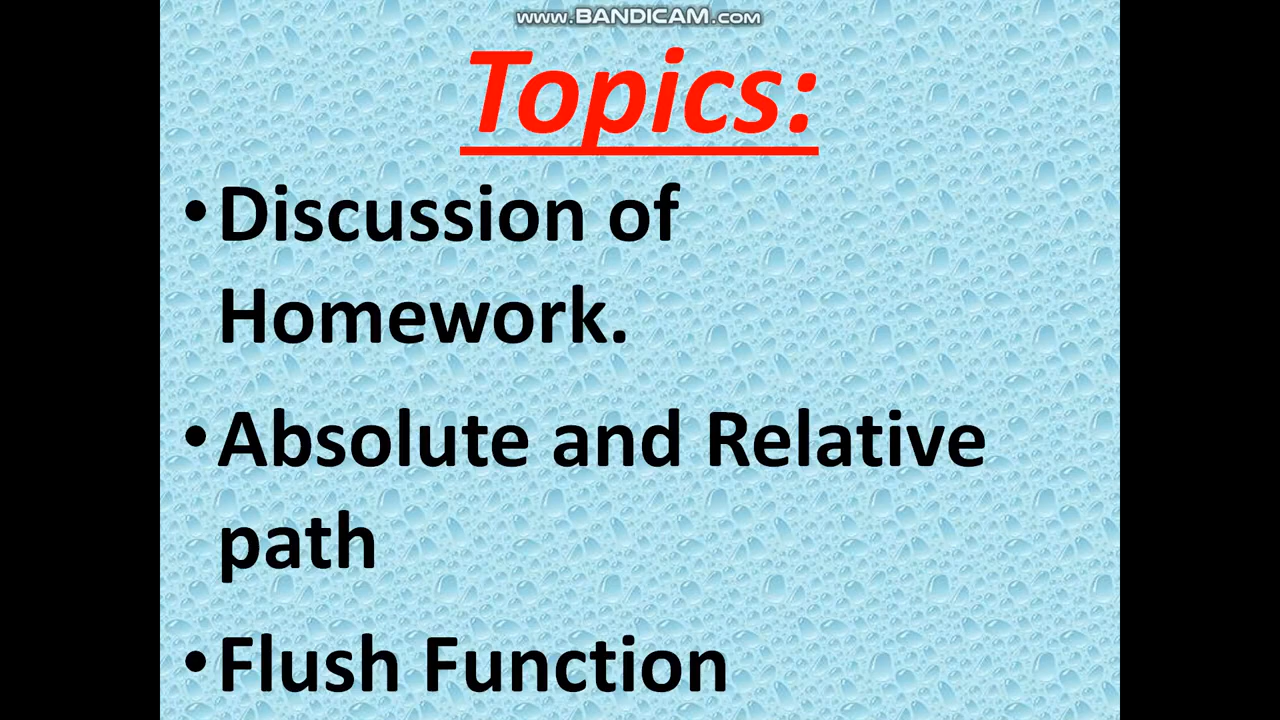 www.BANDICAM.com
Topics:
•Discussion of
Homework.
•Absolute and Relative
path
•Flush Function